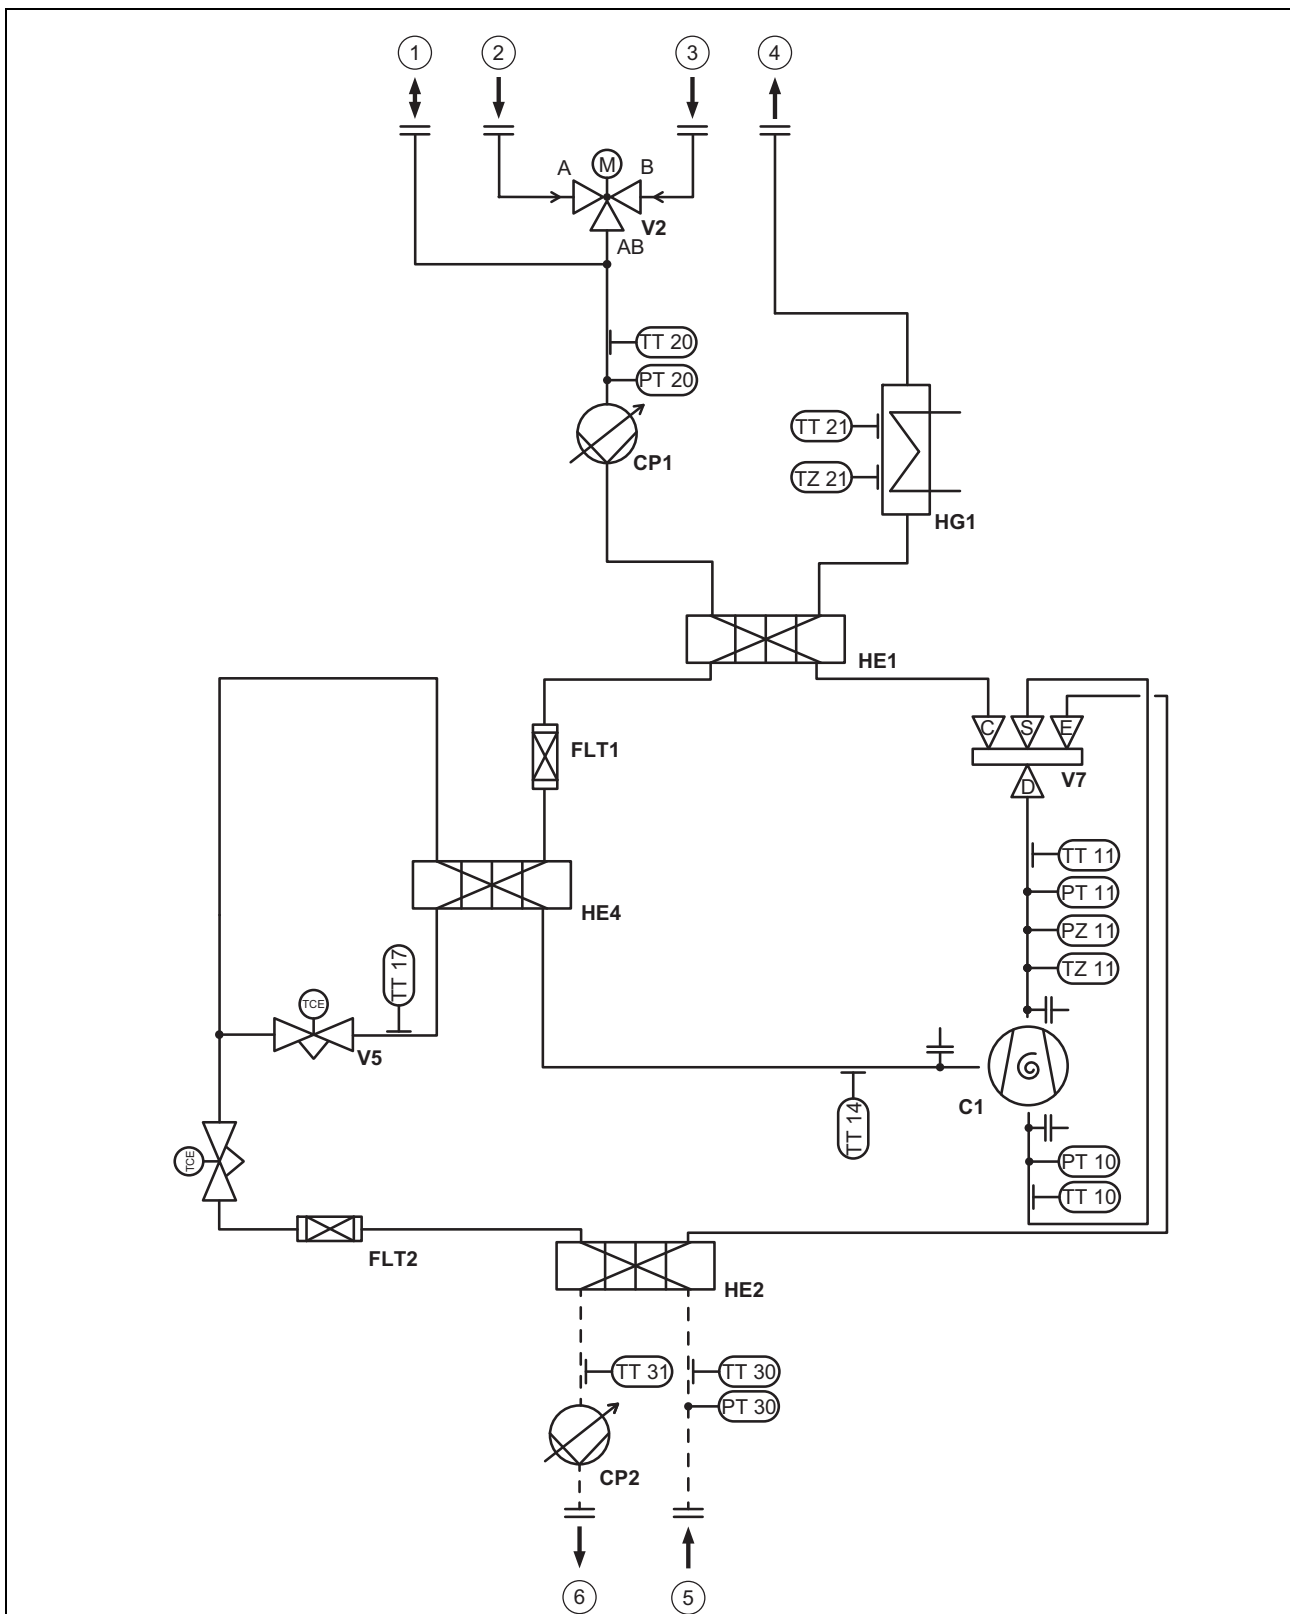 1
2
3
4
A
M
B
V2
AB
TT 20
PT 20
CP1
TT 21
TZ 21
HG1
HE1
C
S
E
FLT1
V7
D
TT 11
PT 11
HE4
PZ 11
TT 17
TZ 11
TCE
V5
C1
TT 14
TCE
PT 10
TT 10
FLT2
HE2
TT 31
TT 30
PT 30
CP2
6
5